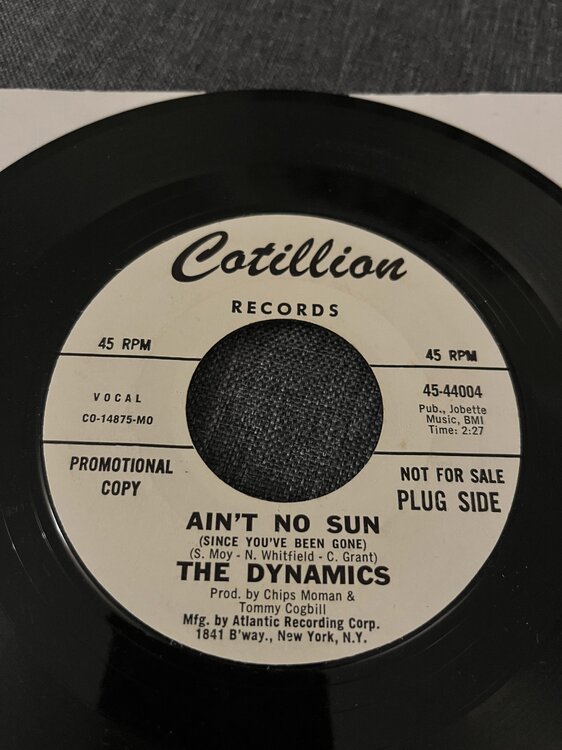 Cotillion
RECORDS
45 RPM
45 RPM
VOCAL
CO-14875-MO
45-44004
Pub., Jobette
Music, BMI
Time: 2:27
PROMOTIONAL
COPY
NOT FOR SALE
PLUG SIDE
AIN'T NO SUN
(SINCE YOU'VE BEEN GONE)
(S. Moy - N. Whitfield - C. Grant)
THE DYNAMICS
Prod. by Chips Moman &
Tommy Cogbill
Mfg. by Atlantic Recording Corp.
1841 B'way., New York, N.Y.